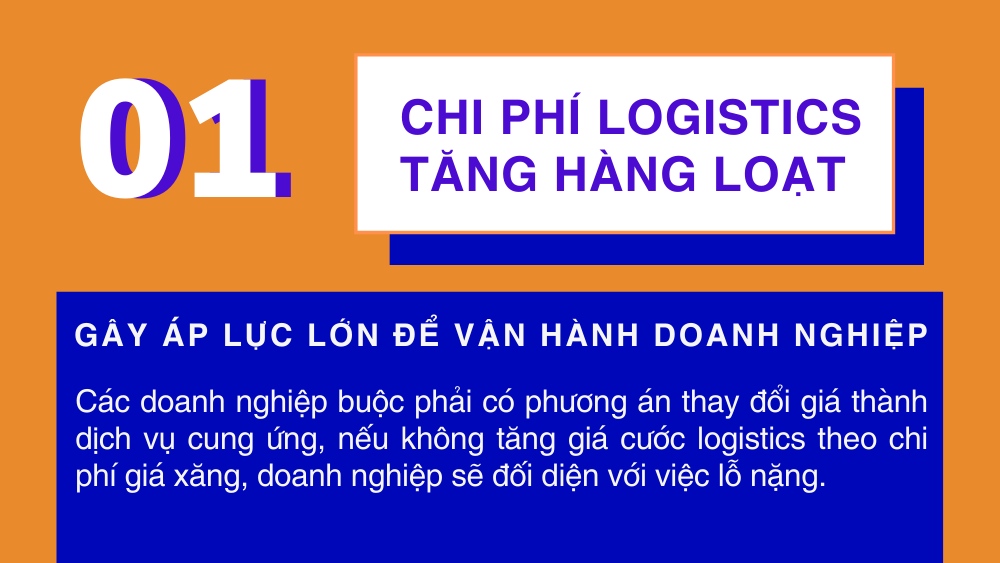 01
CHI PHÍ LOGISTICS
TĂNG HÀNG LOẠT
GÂY ÁP LỰC LỚN ĐỂ VẬN HÀNH DOANH NGHIỆP
Các doanh nghiệp buộc phải có phương án thay đổi giá thành
dịch vụ cung ứng, nếu không tăng giá cước logistics theo chi
phí giá xăng, doanh nghiệp sẽ đối diện với việc lỗ nặng.